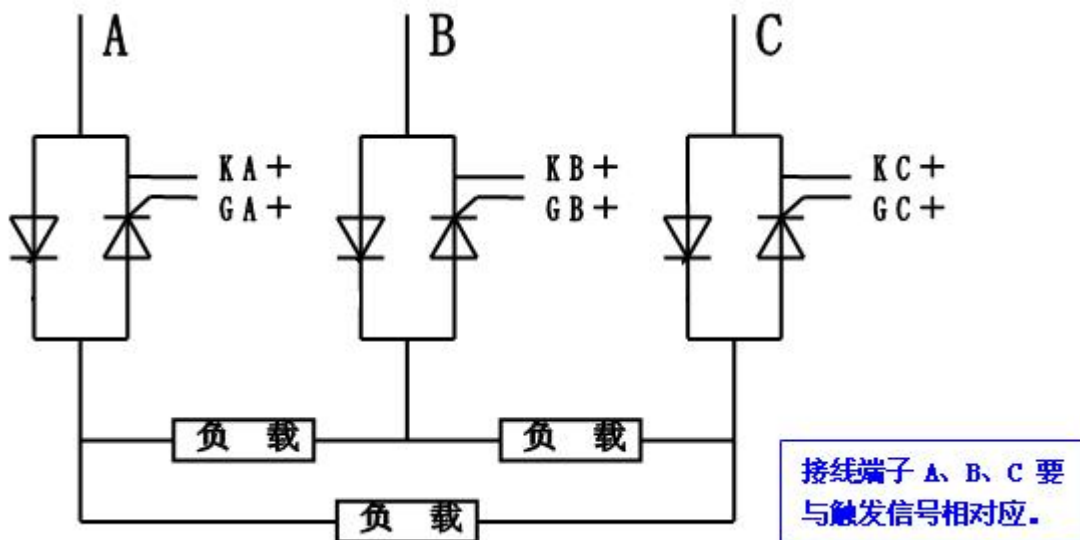 A B C
KA+ KB+ KC+
GA+ GB+ GC+
负 载 负 载
负 载
接线端子 A、B、C 要
与触发信号相对应。